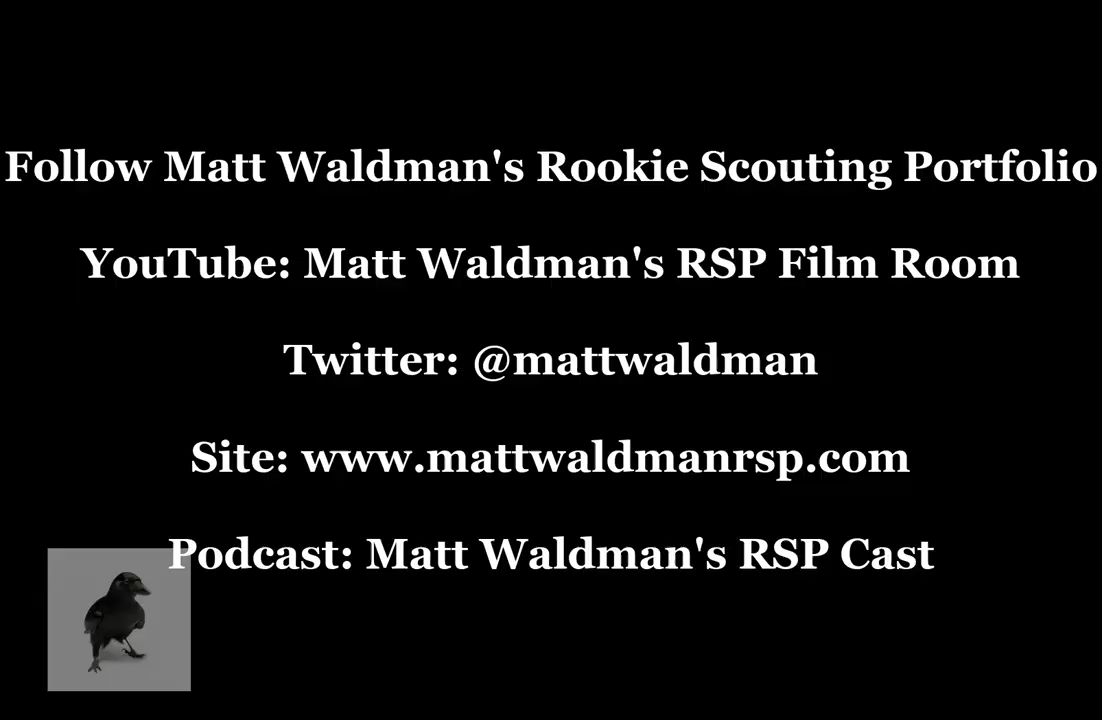 Follow Matt Waldman's Rookie Scouting Portfolio
YouTube: Matt Waldman's RSP Film Room
Twitter: @mattwaldman
Site: www.mattwaldmanrsp.com
Podcast: Matt Waldman's RSP Cast